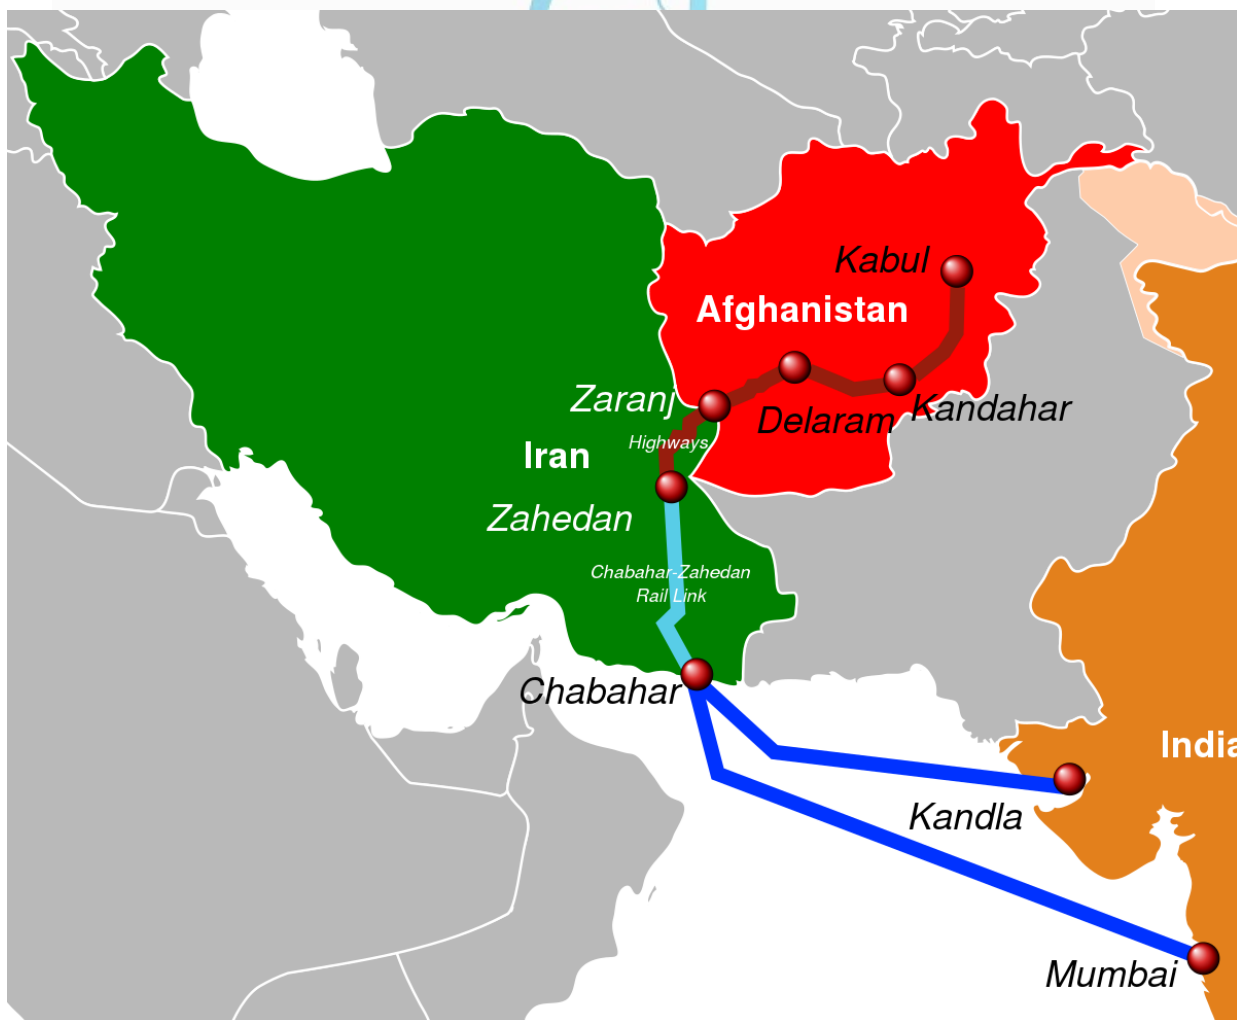 Kabul
Afghanistan
Zaranj
Delaram
Kandahar
Highways
Iran
Zahedan
Chabahar-Zahedan
Rail Link
Chabahar
India
Kandla
Mumbai